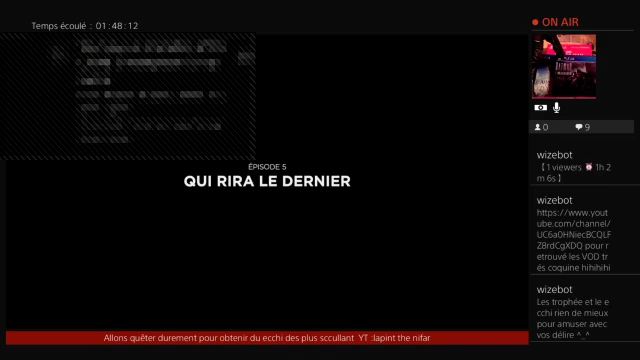 Temps écoulé : 01:48:12
ON AIR
0
9
wizebot
【 1 viewers ⏰ 1h 2
m 6s 】
ÉPISODE 5
QUI RIRA LE DERNIER
wizebot
https://www.yout
ube.com/channel/
UC6a0HNiecBCQLF
Z8rdCgXDQ pour r
etrouvé les VOD tr
és coquine hihihihi
wizebot
Les trophée et le e
cchi rien de mieux
pour amuser avec
vos délire ^_^
Allons quêter durement pour obtenir du ecchi des plus sccullant YT :lapint the nifar